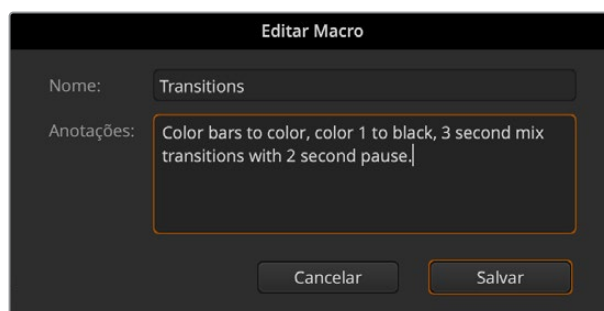 Editar Macro
Nome:
Transitions
Anotações:
Color bars to color, color 1 to black, 3 second mix
transitions with 2 second pause.
Cancelar
Salvar